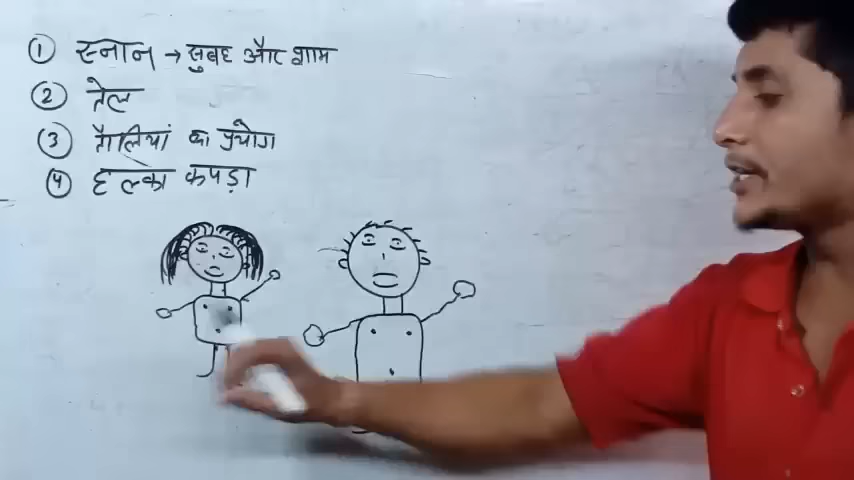 ① स्नान → सुबह और शाम
② तेल
③ तौलियां का प्रयोग
④ हल्का कपड़ा